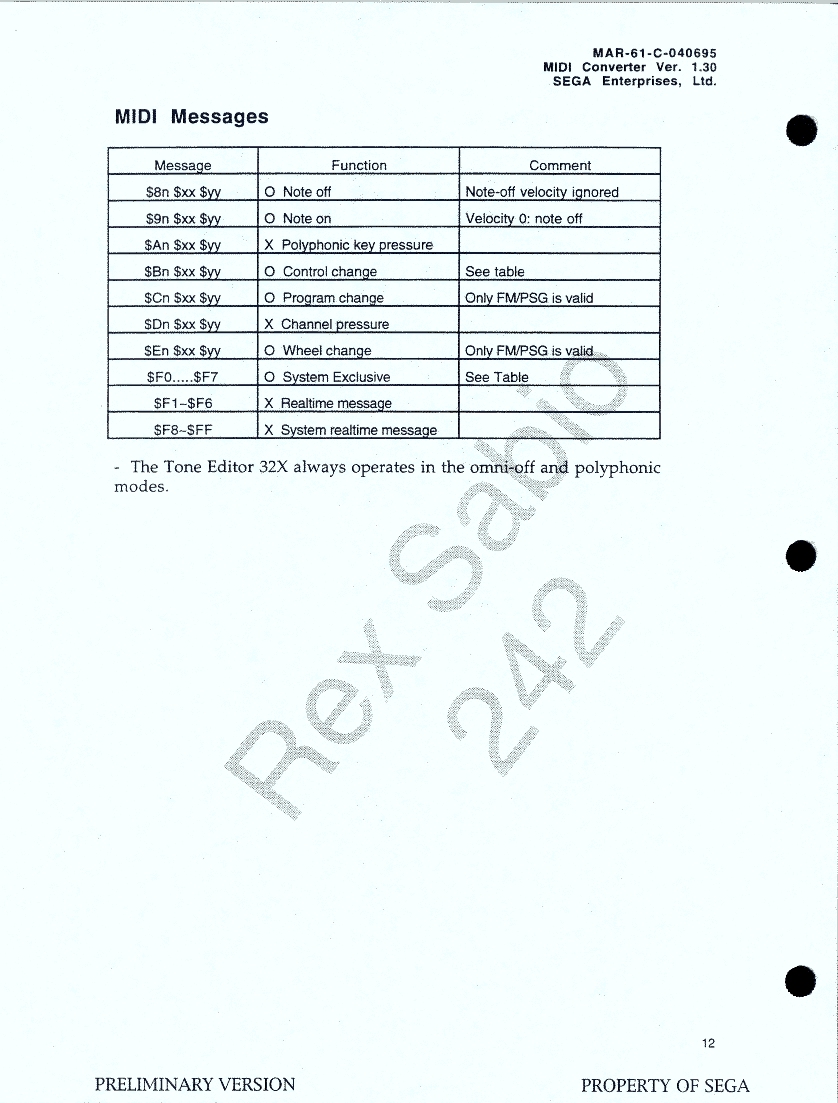 MAR-61-C-040695
MIDI Converter Ver. 1.30
SEGA Enterprises, Ltd.
MIDI Messages
Message Function Comment
$8n $xx $yy O Note off Note-off velocity ignored
$9n $xx $yy O Note on Velocity 0: note off
$An $xx $yy X Polyphonic key pressure
$Bn $xx $yy O Control change See table
$Cn $xx $yy O Program change Only FM/PSG is valid
$Dn $xx $yy X Channel pressure
$En $xx $yy O Wheel change Only FM/PSG is valid
$F0.....$F7 O System Exclusive See Table
$F1~$F6 X Realtime message
$F8~$FF X System realtime message
- The Tone Editor 32X always operates in the omni-off and polyphonic
modes.
Rex Sabio
242
12
PRELIMINARY VERSION PROPERTY OF SEGA